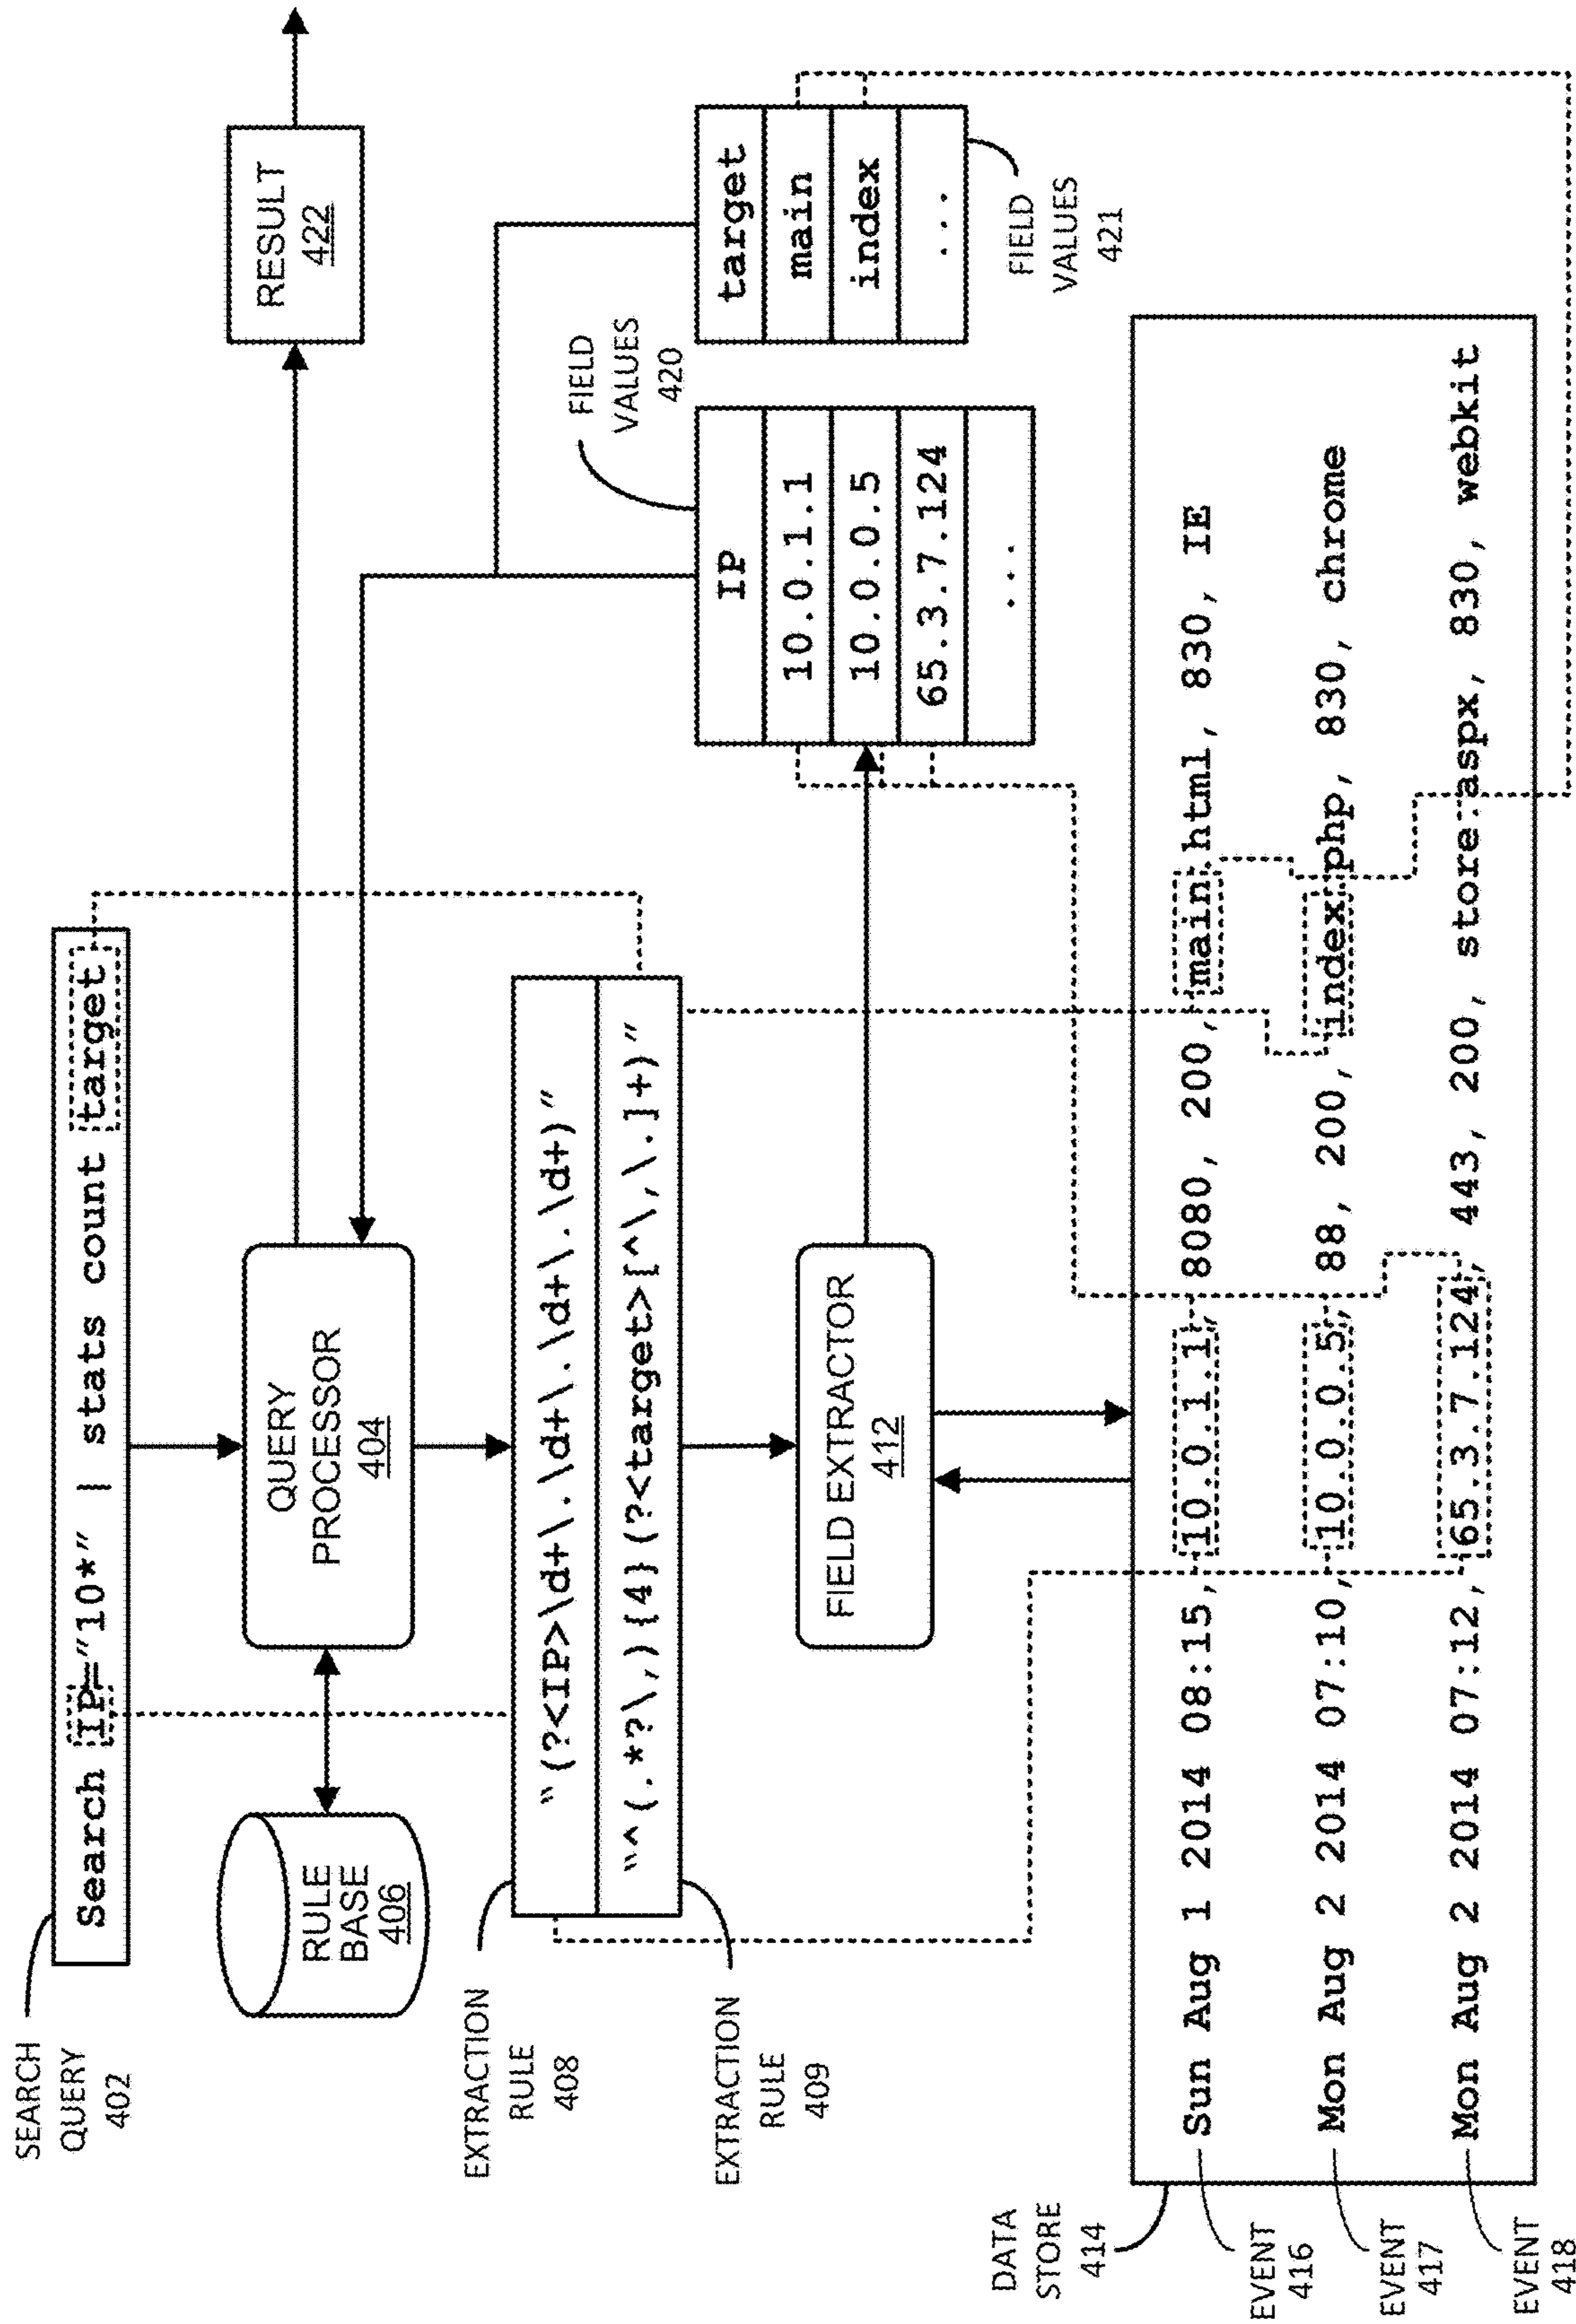 SEARCH
QUERY
402
Search IP="10*" | stats count target
RULE
BASE
406
QUERY
PROCESSOR
404
RESULT
422
EXTRACTION
RULE
408
"(?<IP>\d+\.\d+\.\d+\.\d+)"
"^(.*?\,){4}(?<target>[^\,\.]+)"
EXTRACTION
RULE
409
FIELD EXTRACTOR
412
FIELD
VALUES
420
IP
10.0.1.1
10.0.0.5
65.3.7.124
...
target
main
index
...
FIELD
VALUES
421
DATA
STORE
414
Sun Aug 1 2014 08:15, 10.0.1.1, 8080, 200, main.html, 830, IE
Mon Aug 2 2014 07:10, 10.0.0.5, 88, 200, index.php, 830, chrome
Mon Aug 2 2014 07:12, 65.3.7.124, 443, 200, store.aspx, 830, webkit
EVENT
416
EVENT
417
EVENT
418